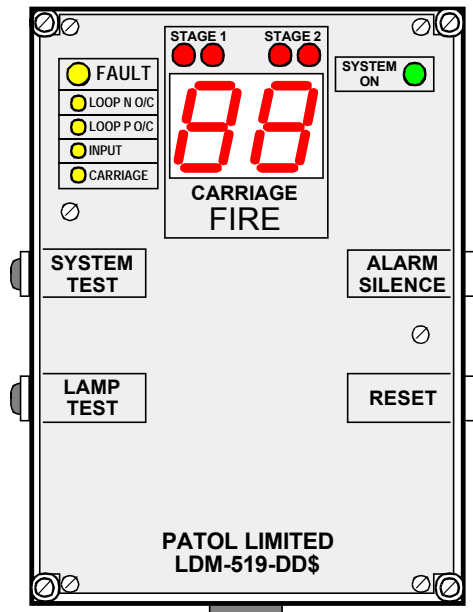 STAGE 1 STAGE 2
FAULT
SYSTEM
ON
LOOP N O/C
LOOP P O/C
INPUT
CARRIAGE
88
CARRIAGE
FIRE
SYSTEM
TEST
ALARM
SILENCE
LAMP
TEST
RESET
PATOL LIMITED
LDM-519-DD$